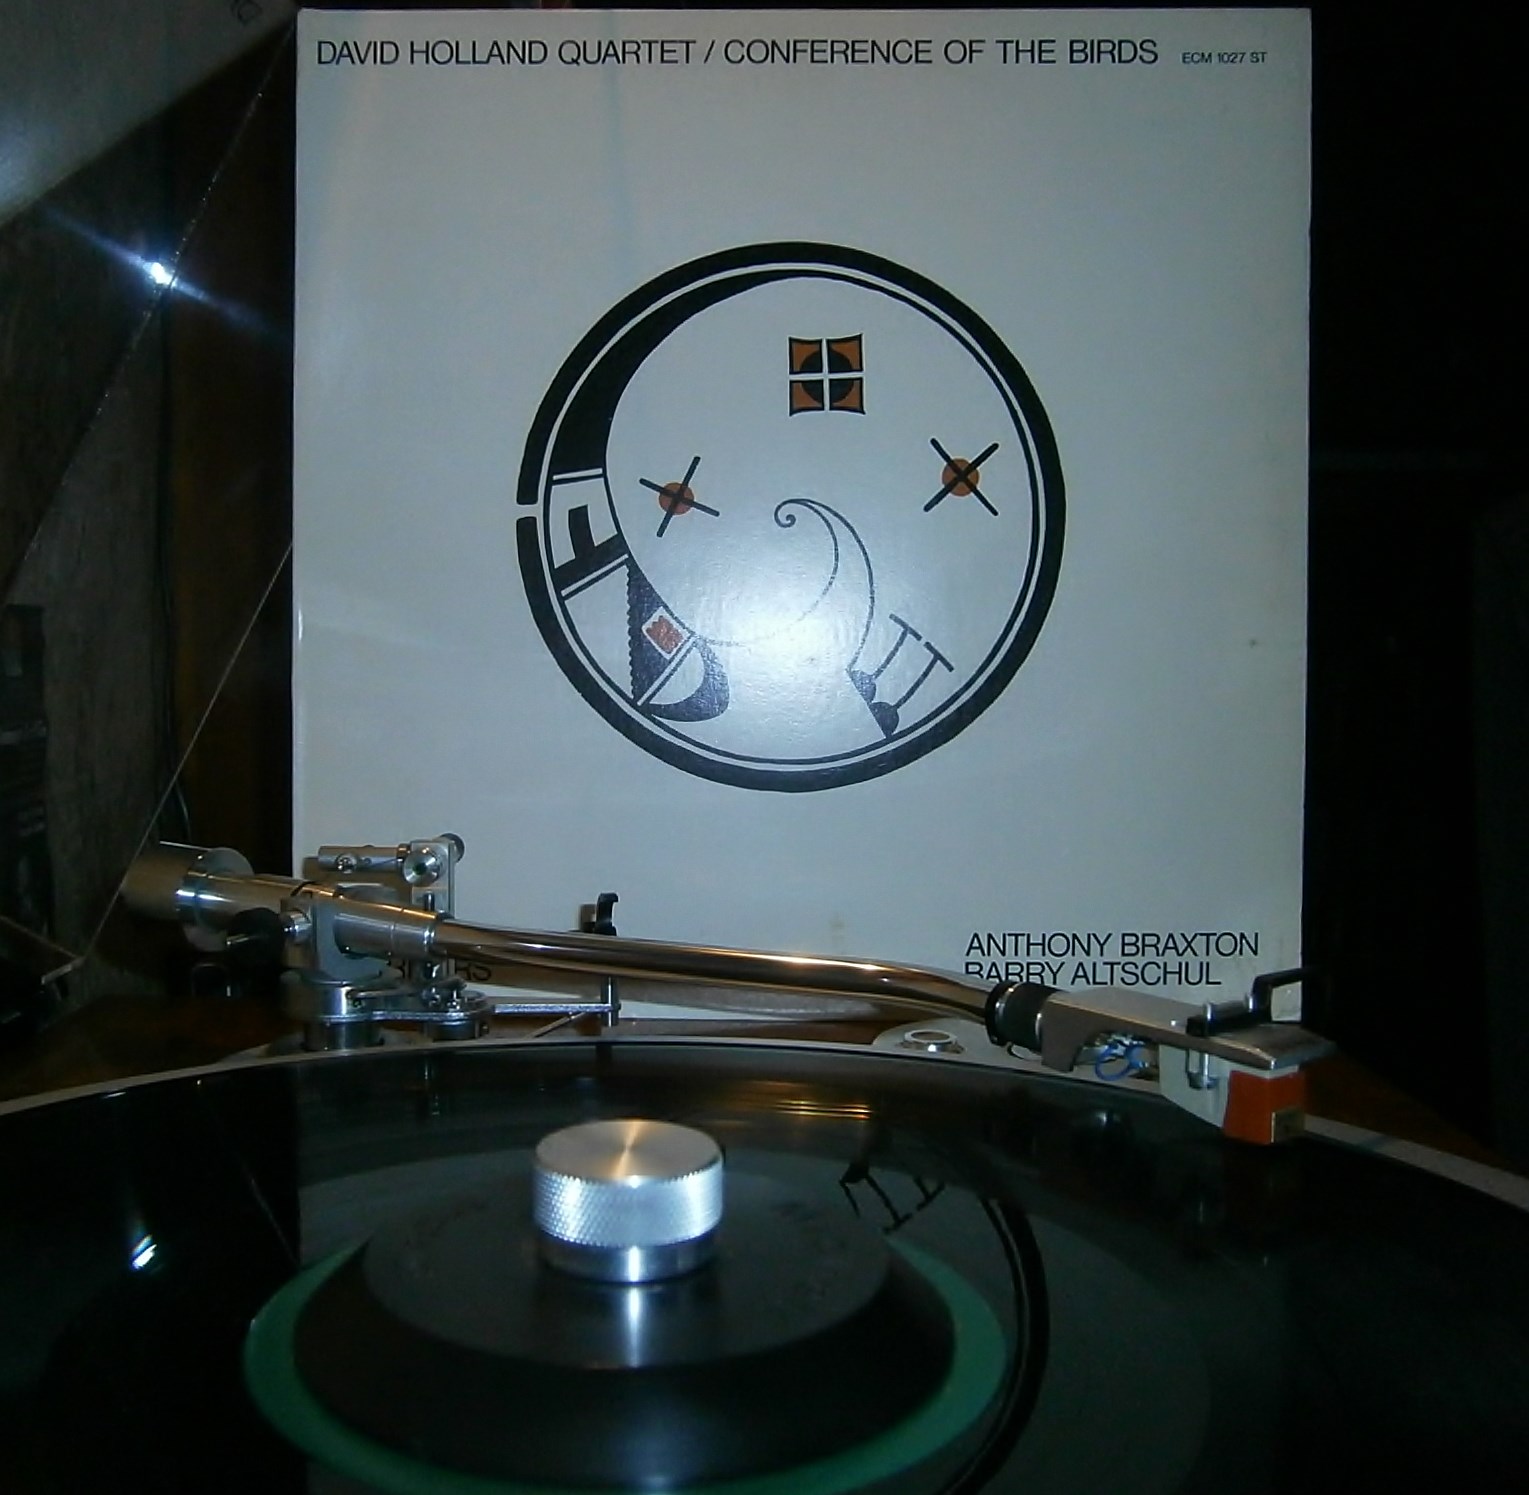 DAVID HOLLAND QUARTET / CONFERENCE OF THE BIRDS ECM 1027 ST
ANTHONY BRAXTON
BARRY ALTSCHUL